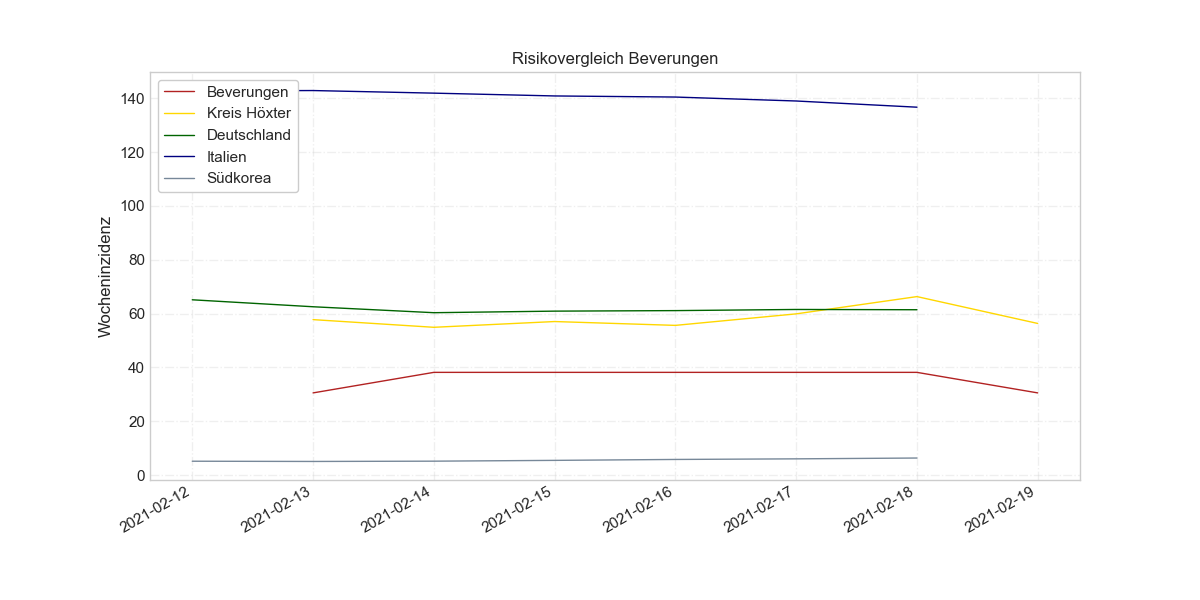 Risikovergleich Beverungen
Beverungen
Kreis Höxter
Deutschland
Italien
Südkorea
Wocheninzidenz
140
120
100
80
60
40
20
0
2021-02-12
2021-02-13
2021-02-14
2021-02-15
2021-02-16
2021-02-17
2021-02-18
2021-02-19